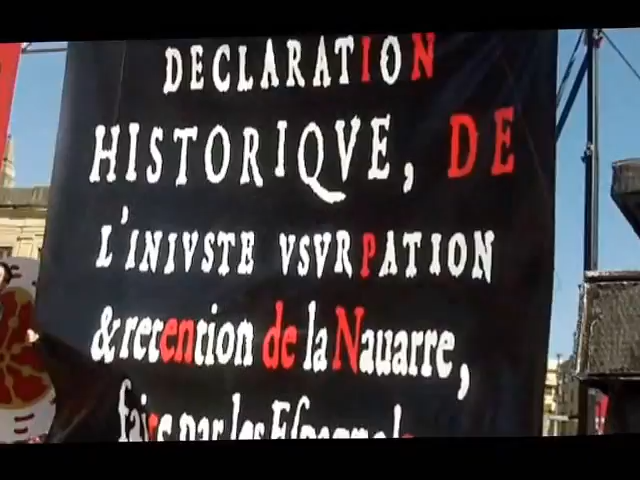 DECLARATION
HISTORIQVE, DE
L'INIVSTE VSVRPATION
& retention de la Nauarre,
faite par les Eſpagnols